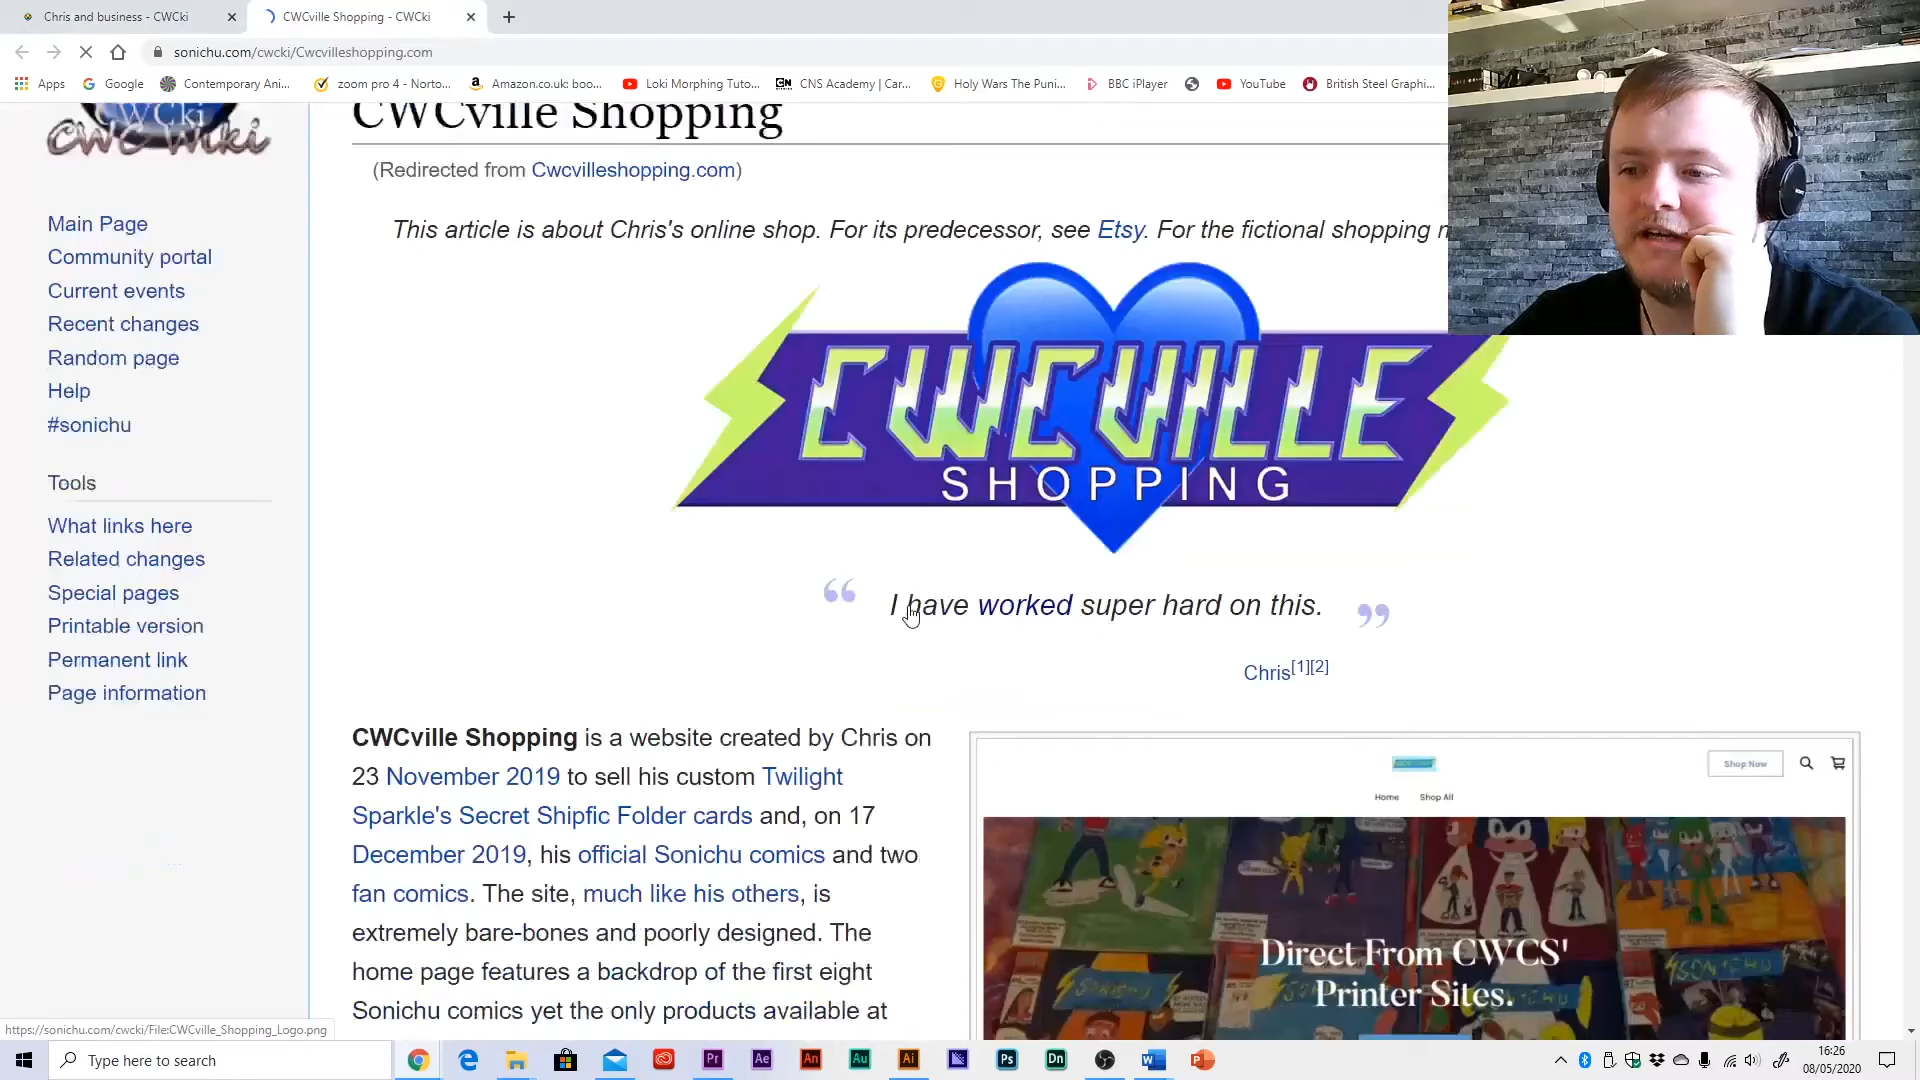 Chris and business - CWCki
CWCville Shopping - CWCki
sonichu.com/cwcki/Cwcvilleshopping.com
Apps
Google
Contemporary Ani...
zoom pro 4 - Norto...
Amazon.co.uk: boo...
Loki Morphing Tuto...
CNS Academy | Car...
Holy Wars The Puni...
BBC iPlayer
YouTube
British Steel Graphi...
CWCki
CWC Wiki
CWCville Shopping
(Redirected from Cwcvilleshopping.com)
This article is about Chris's online shop. For its predecessor, see Etsy. For the fictional shopping
Main Page
Community portal
Current events
Recent changes
Random page
Help
#sonichu
Tools
What links here
Related changes
Special pages
Printable version
Permanent link
Page information
CWCVILLE
SHOPPING
“ I have worked super hard on this. ”
Chris[1][2]
CWCville Shopping is a website created by Chris on
23 November 2019 to sell his custom Twilight
Sparkle's Secret Shipfic Folder cards and, on 17
December 2019, his official Sonichu comics and two
fan comics. The site, much like his others, is
extremely bare-bones and poorly designed. The
home page features a backdrop of the first eight
Sonichu comics yet the only products available at
Shop Now
Home
Shop All
Direct From CWCS'
Printer Sites.
https://sonichu.com/cwcki/File:CWCville_Shopping_Logo.png
Type here to search
16:26
08/05/2020